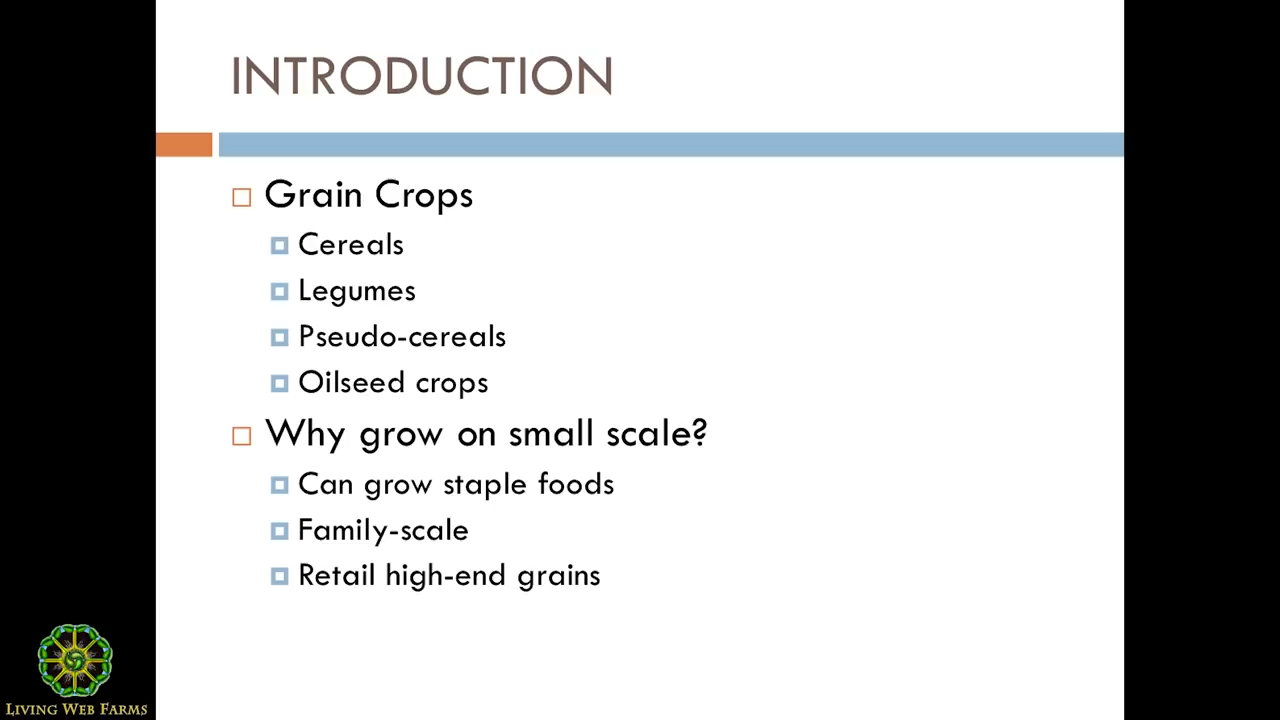 INTRODUCTION
Grain Crops
Cereals
Legumes
Pseudo-cereals
Oilseed crops
Why grow on small scale?
Can grow staple foods
Family-scale
Retail high-end grains
LIVING WEB FARMS